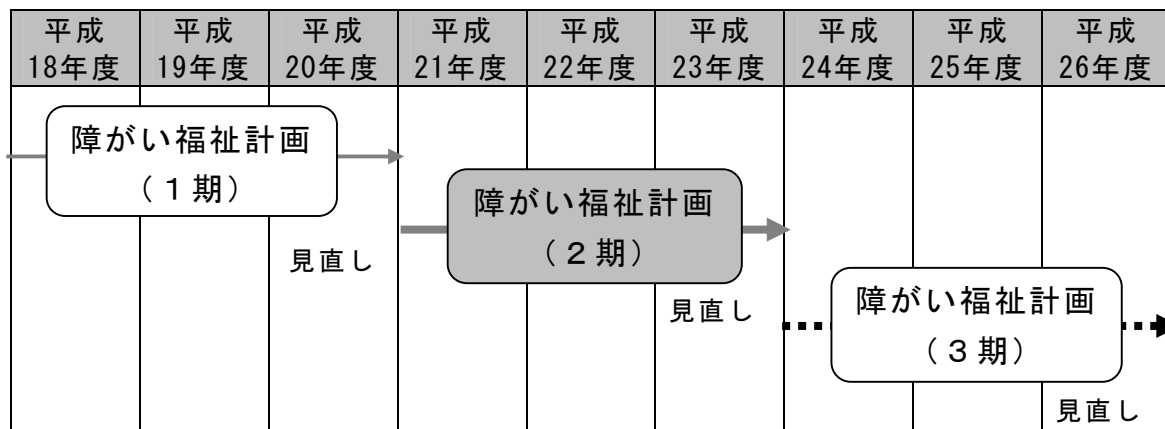 平成 平成 平成 平成 平成 平成 平成 平成 平成
18年度 19年度 20年度 21年度 22年度 23年度 24年度 25年度 26年度
障がい福祉計画
（１期）
見直し
障がい福祉計画
（２期）
見直し
障がい福祉計画
（３期）
見直し